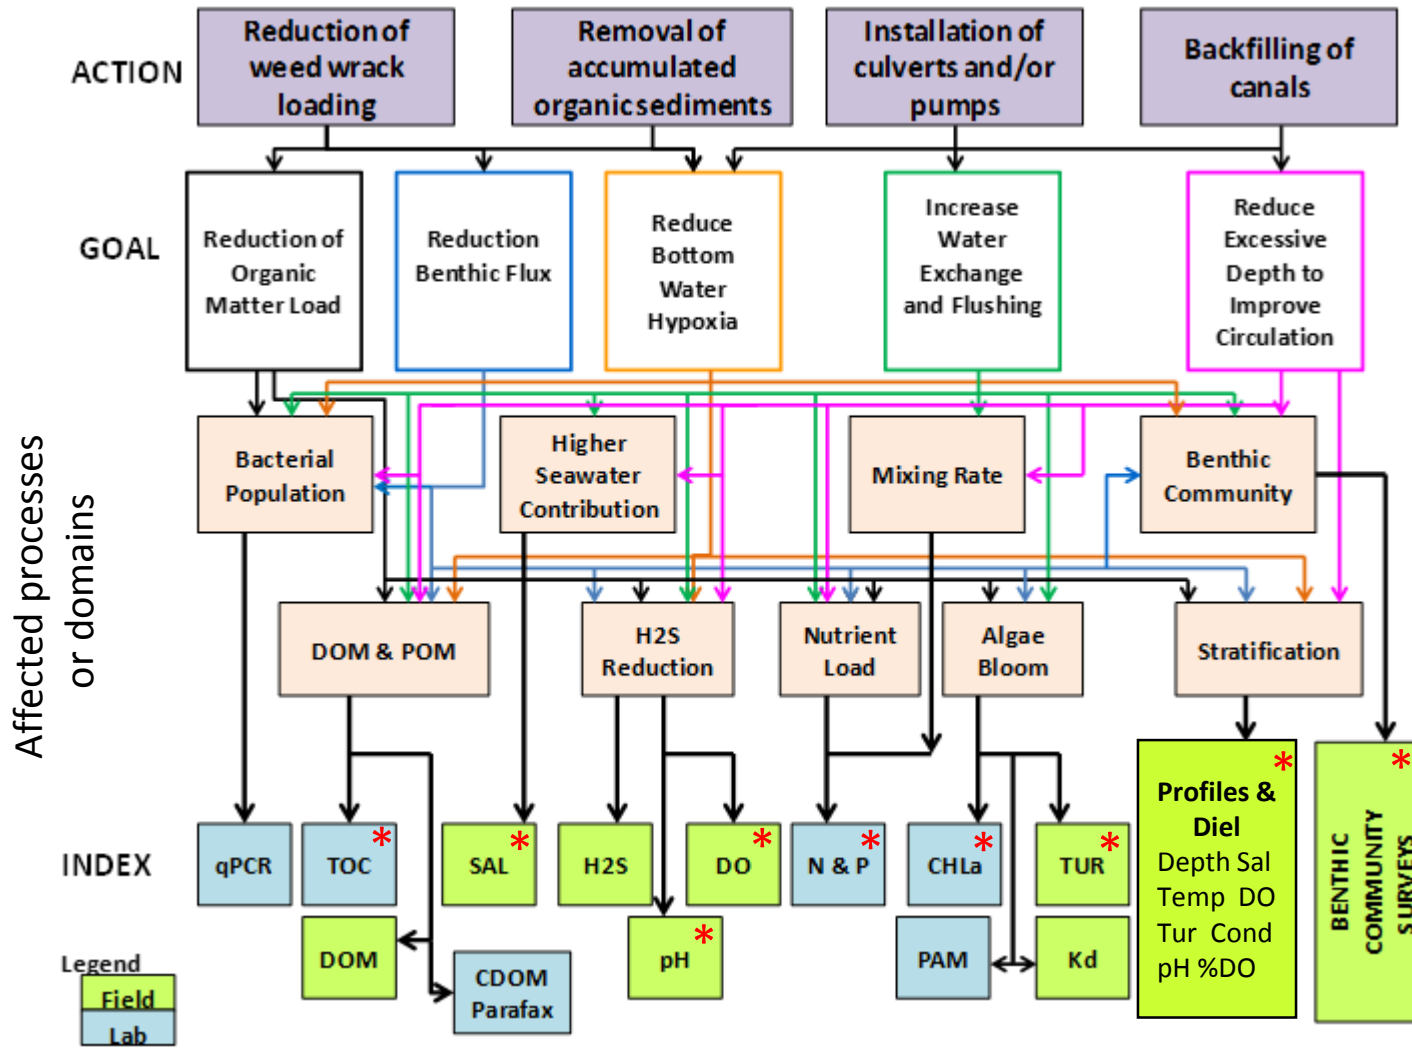 ACTION
Reduction of
weed wrack
loading
Removal of
accumulated
organic sediments
Installation of
culverts and/or
pumps
Backfilling of
canals
GOAL
Reduction of
Organic
Matter Load
Reduction
Benthic Flux
Reduce
Bottom
Water
Hypoxia
Increase
Water
Exchange
and Flushing
Reduce
Excessive
Depth to
Improve
Circulation
Affected processes
or domains
Bacterial
Population
Higher
Seawater
Contribution
Mixing Rate
Benthic
Community
DOM & POM
H2S
Reduction
Nutrient
Load
Algae
Bloom
Stratification
INDEX
qPCR
TOC *
SAL *
H2S
DO *
N & P *
CHLa *
TUR *
*
Profiles &
Diel
Depth Sal
Temp DO
Tur Cond
pH %DO
*
BENTHIC
COMMUNITY
SURVEYS
DOM
CDOM
Parafax
pH *
PAM
Kd
Legend
Field
Lab